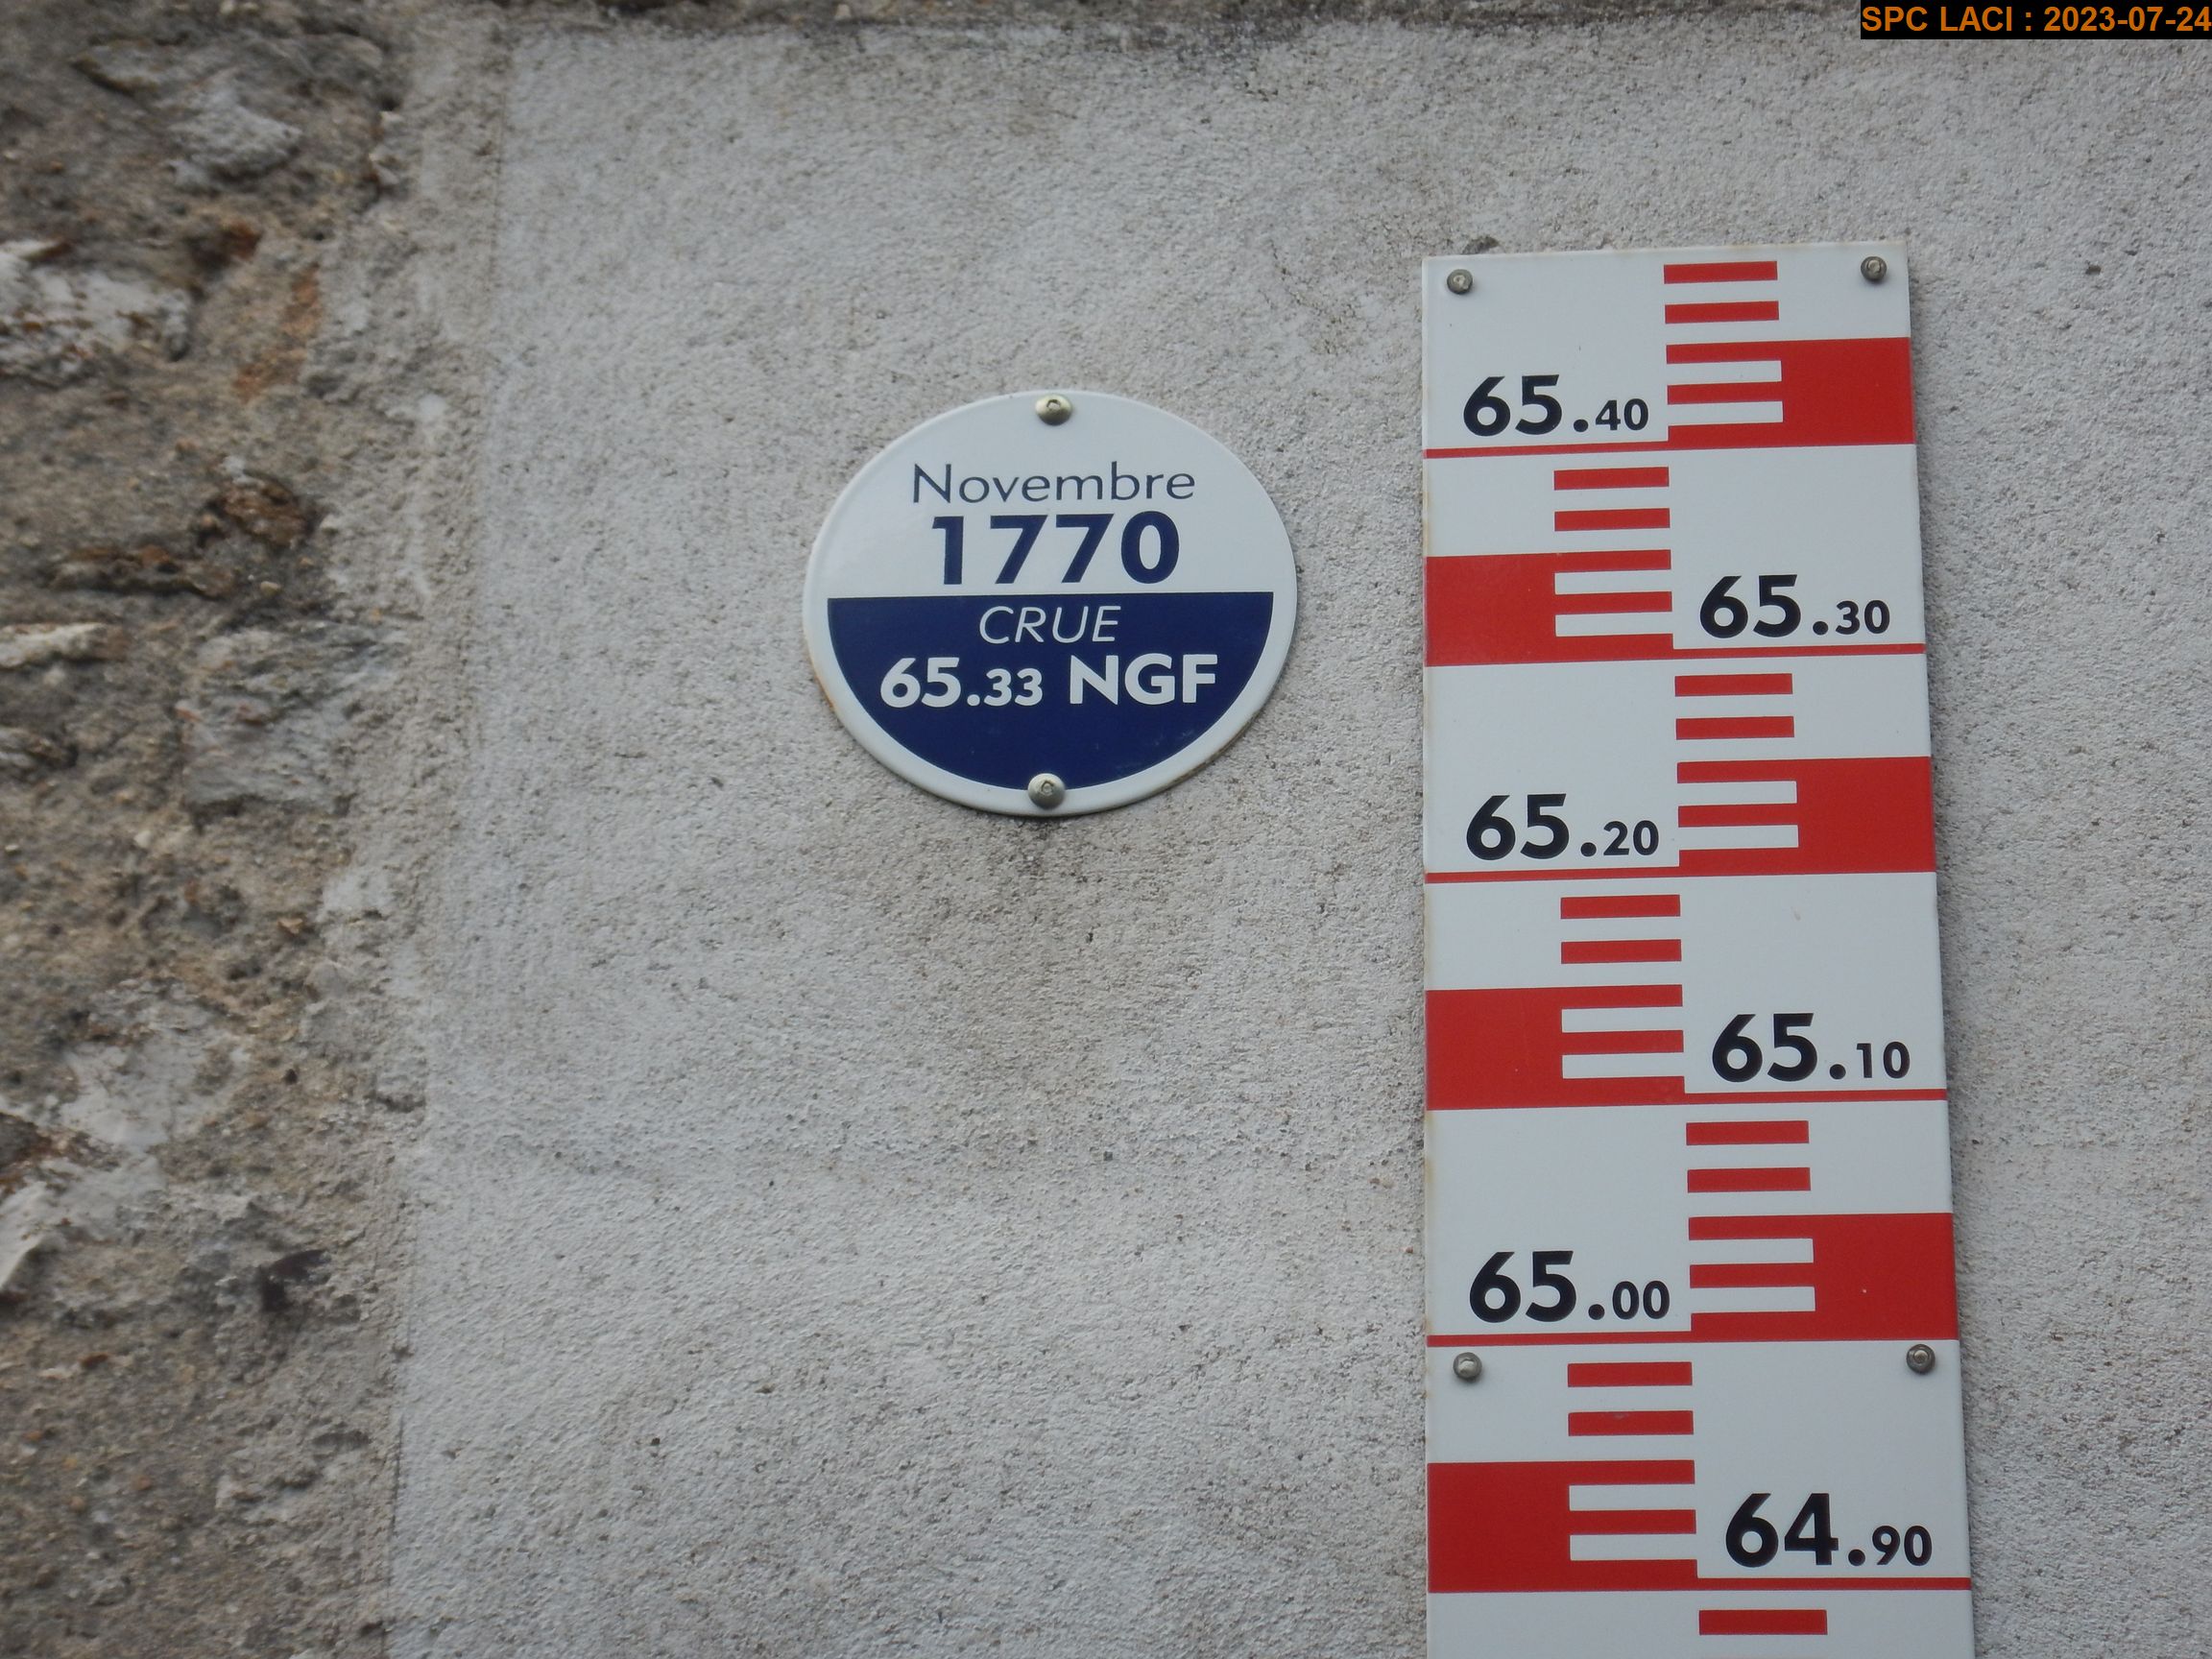 SPC LACI : 2023-07-24
Novembre
1770
CRUE
65.33 NGF
65.40
65.30
65.20
65.10
65.00
64.90